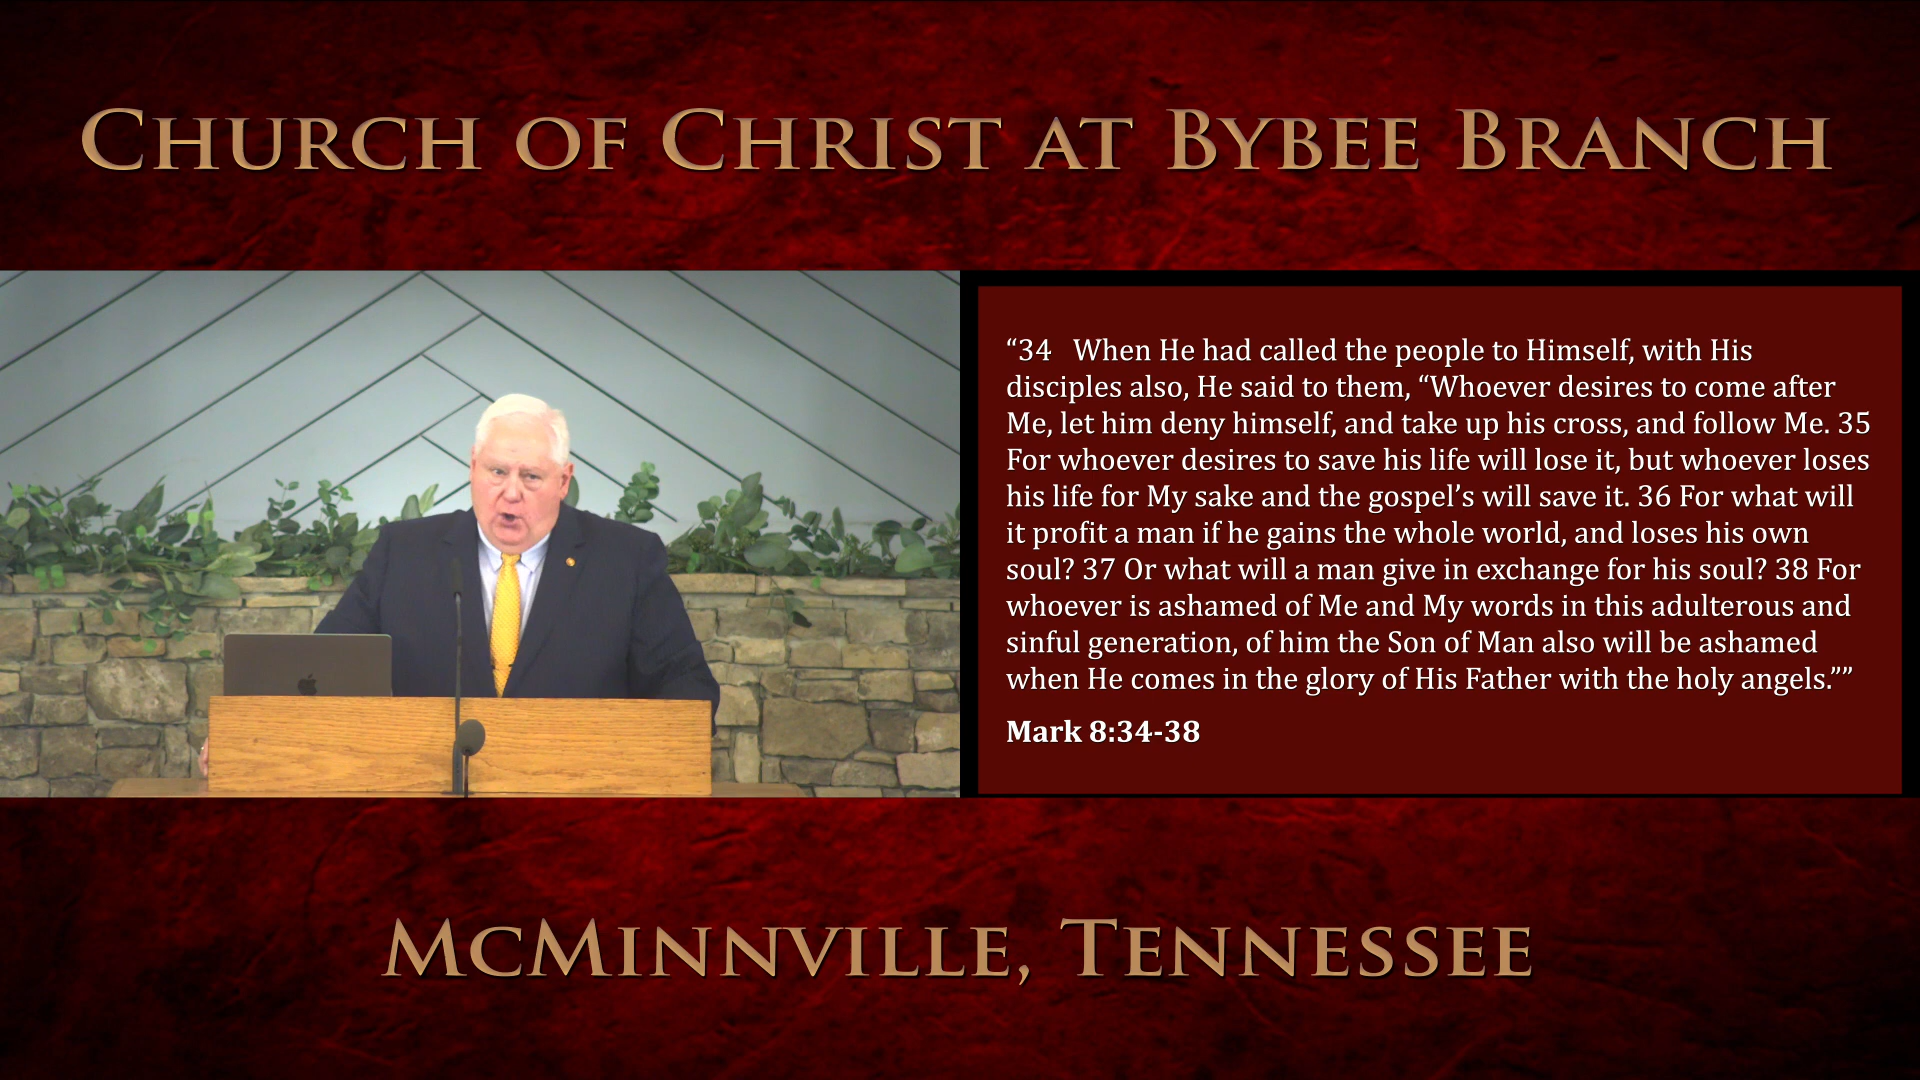 Church of Christ at Bybee Branch
“34   When He had called the people to Himself, with His
disciples also, He said to them, “Whoever desires to come after
Me, let him deny himself, and take up his cross, and follow Me. 35
For whoever desires to save his life will lose it, but whoever loses
his life for My sake and the gospel’s will save it. 36 For what will
it profit a man if he gains the whole world, and loses his own
soul? 37 Or what will a man give in exchange for his soul? 38 For
whoever is ashamed of Me and My words in this adulterous and
sinful generation, of him the Son of Man also will be ashamed
when He comes in the glory of His Father with the holy angels.””
Mark 8:34-38
McMinnville, Tennessee